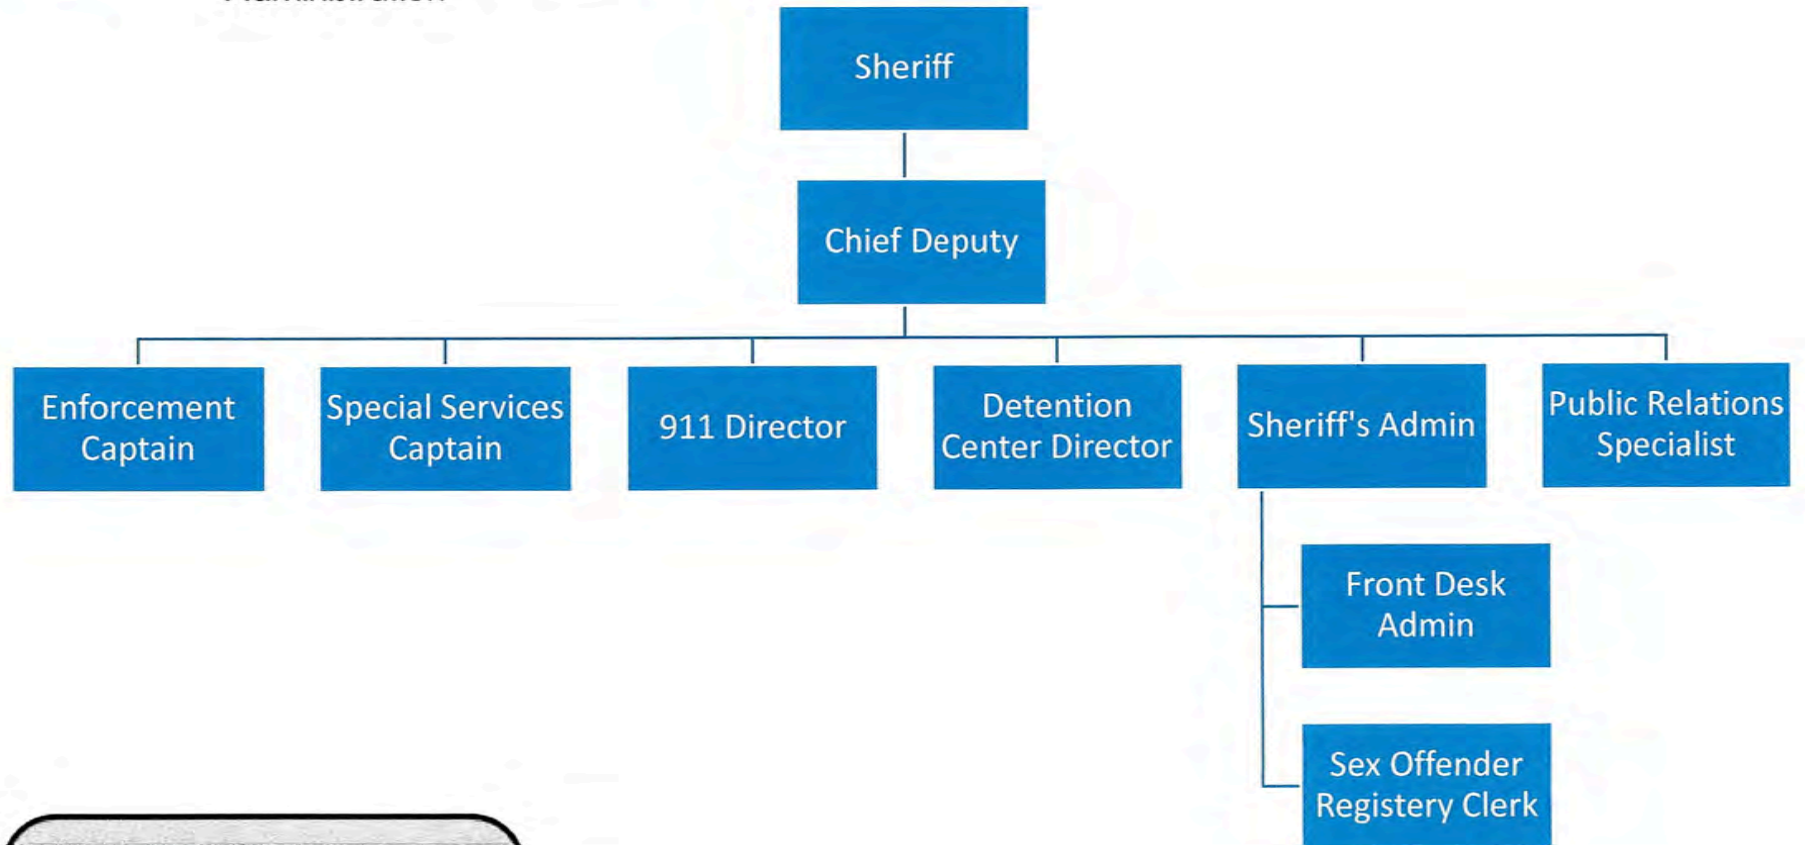 Sheriff
Chief Deputy
Enforcement
Captain
Special Services
Captain
911 Director
Detention
Center Director
Sheriff's Admin
Public Relations
Specialist
Front Desk
Admin
Sex Offender
Registery Clerk